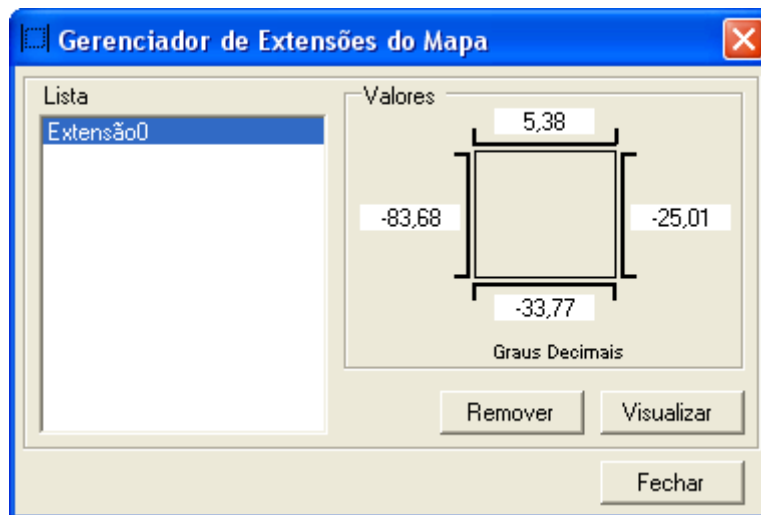 Gerenciador de Extensões do Mapa
Lista
Extensão0
Valores
5,38
-83,68
-25,01
-33,77
Graus Decimais
Remover
Visualizar
Fechar